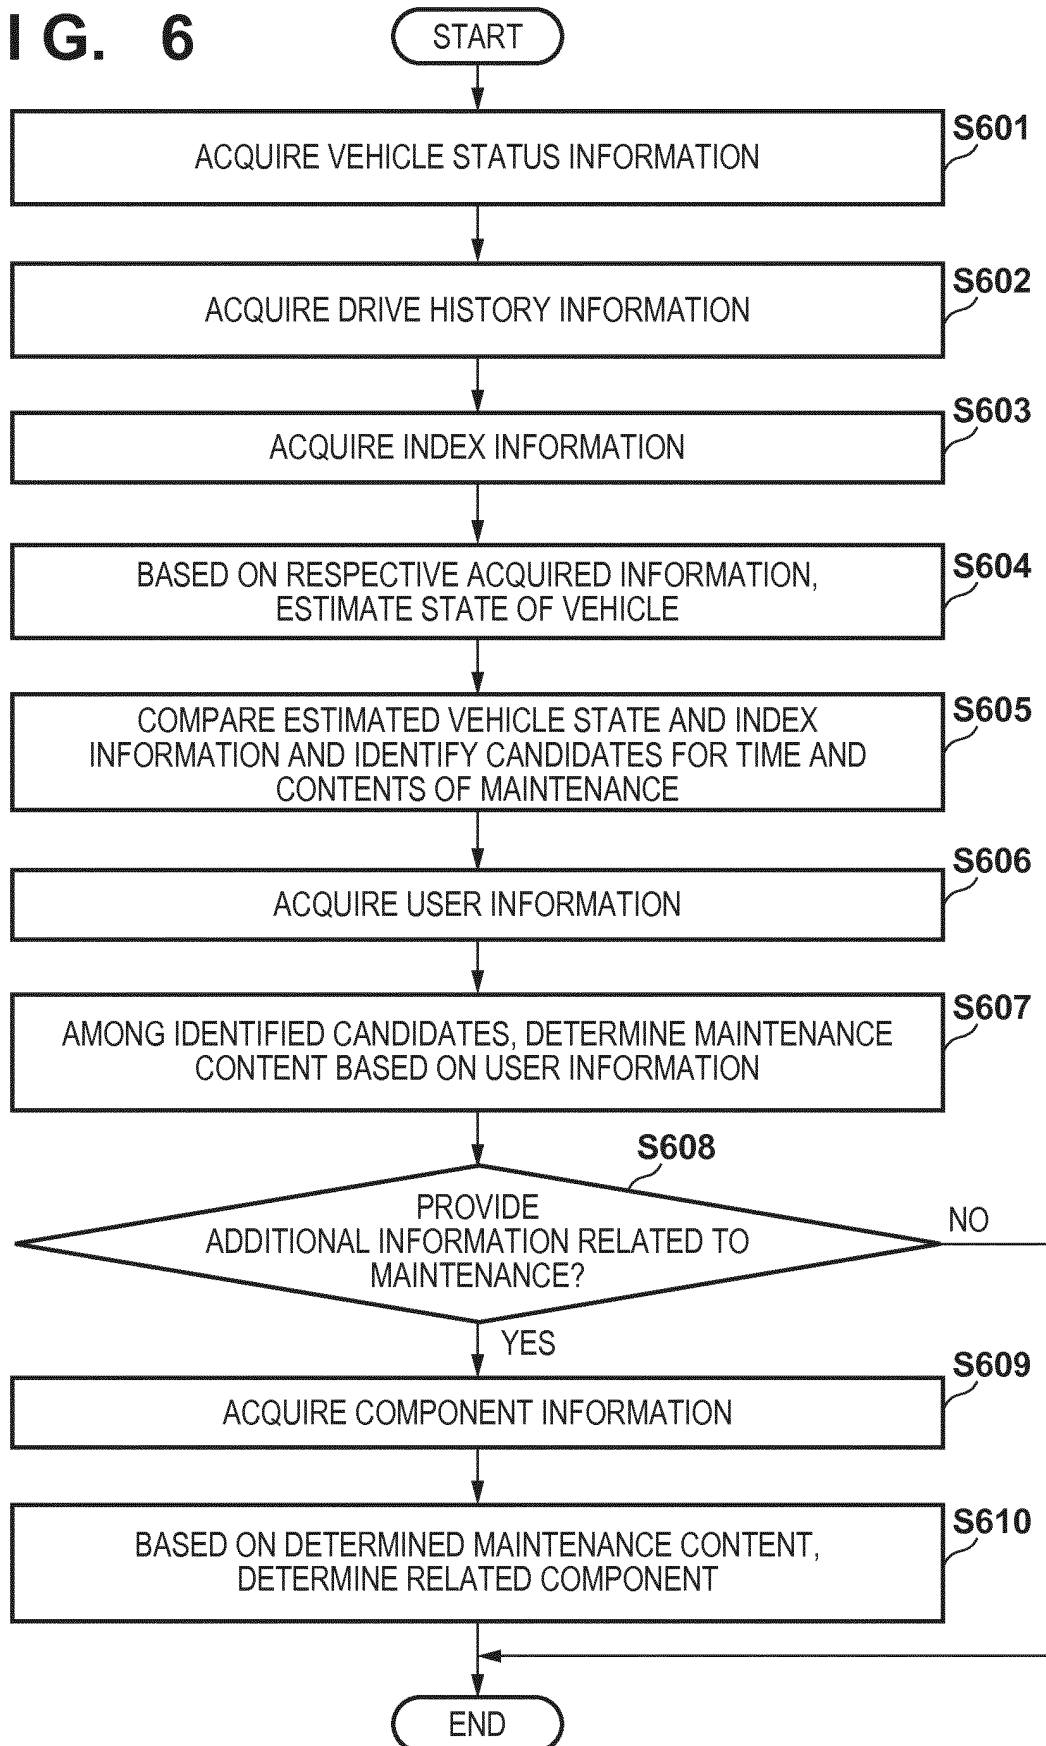 I G. 6
START
S601
ACQUIRE VEHICLE STATUS INFORMATION
S602
ACQUIRE DRIVE HISTORY INFORMATION
S603
ACQUIRE INDEX INFORMATION
S604
BASED ON RESPECTIVE ACQUIRED INFORMATION,
ESTIMATE STATE OF VEHICLE
S605
COMPARE ESTIMATED VEHICLE STATE AND INDEX
INFORMATION AND IDENTIFY CANDIDATES FOR TIME AND
CONTENTS OF MAINTENANCE
S606
ACQUIRE USER INFORMATION
S607
AMONG IDENTIFIED CANDIDATES, DETERMINE MAINTENANCE
CONTENT BASED ON USER INFORMATION
S608
PROVIDE
ADDITIONAL INFORMATION RELATED TO
MAINTENANCE?
NO
YES
S609
ACQUIRE COMPONENT INFORMATION
S610
BASED ON DETERMINED MAINTENANCE CONTENT,
DETERMINE RELATED COMPONENT
END